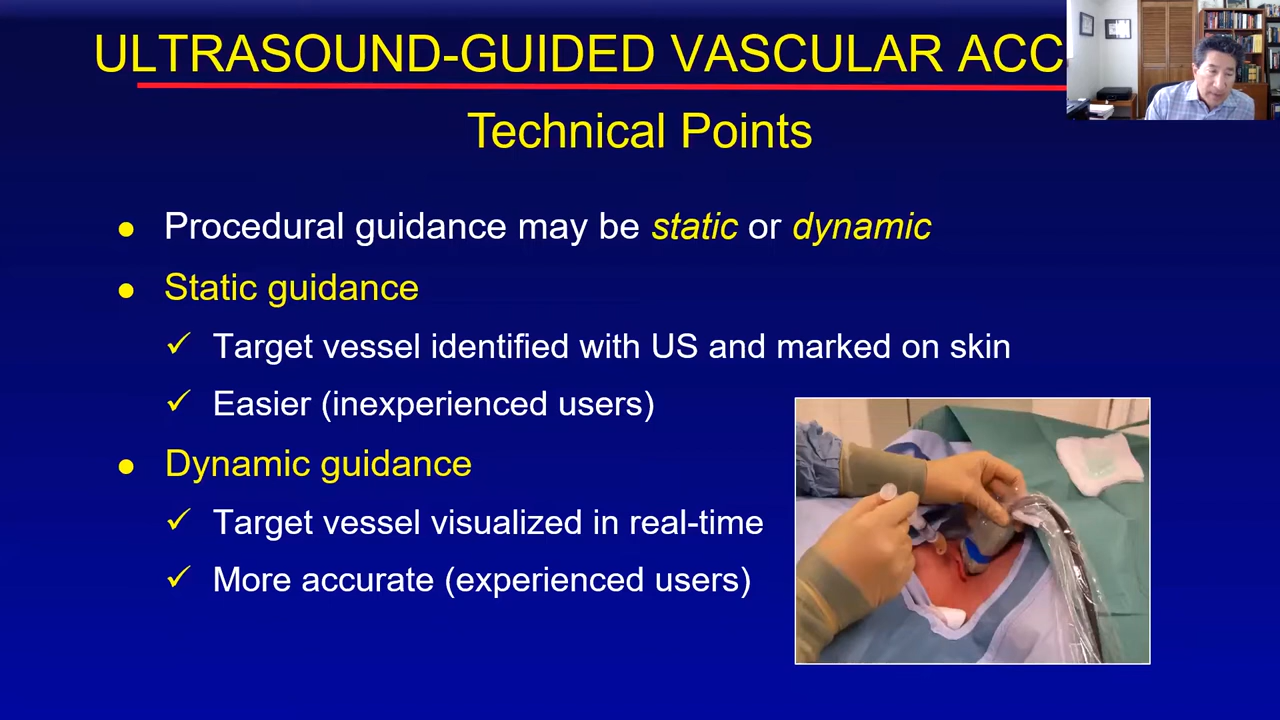 ULTRASOUND-GUIDED VASCULAR ACC
Technical Points
• Procedural guidance may be static or dynamic
• Static guidance
✓ Target vessel identified with US and marked on skin
✓ Easier (inexperienced users)
• Dynamic guidance
✓ Target vessel visualized in real-time
✓ More accurate (experienced users)